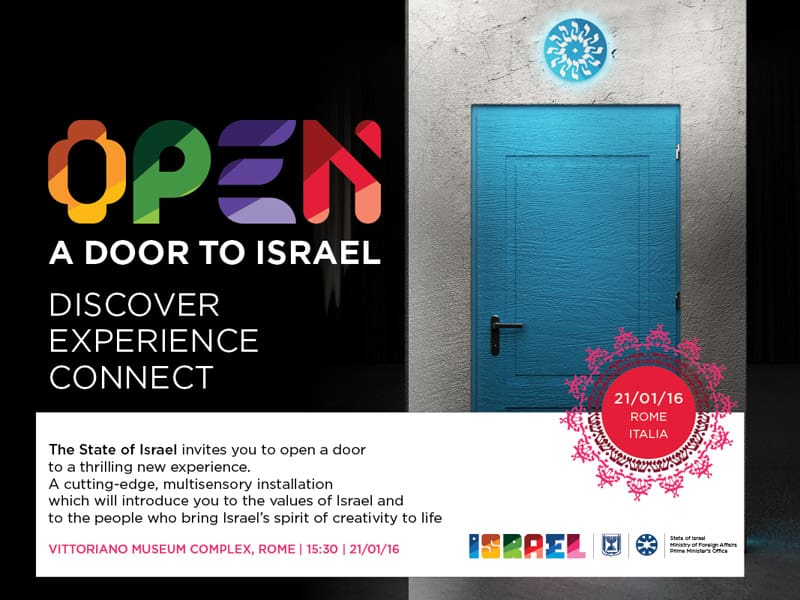 OPEN
A DOOR TO ISRAEL
DISCOVER
EXPERIENCE
CONNECT
21/01/16
ROME
ITALIA
The State of Israel invites you to open a door
to a thrilling new experience.
A cutting-edge, multisensory installation
which will introduce you to the values of Israel and
to the people who bring Israel's spirit of creativity to life
VITTORIANO MUSEUM COMPLEX, ROME | 15:30 | 21/01/16
ISRAEL
State of Israel
Ministry of Foreign Affairs
Prime Minister's Office